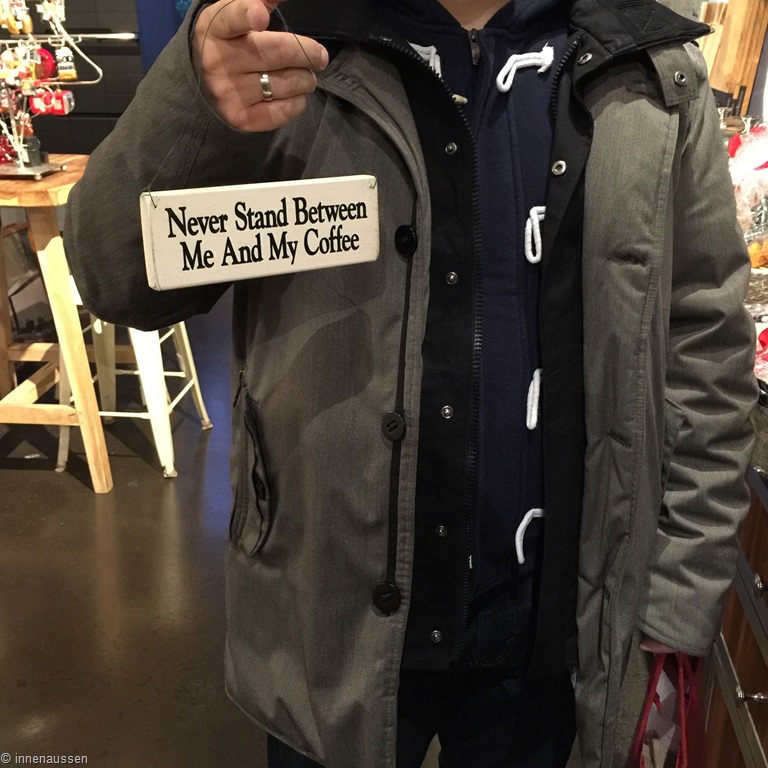 Never Stand Between
Me And My Coffee
© innenaussen